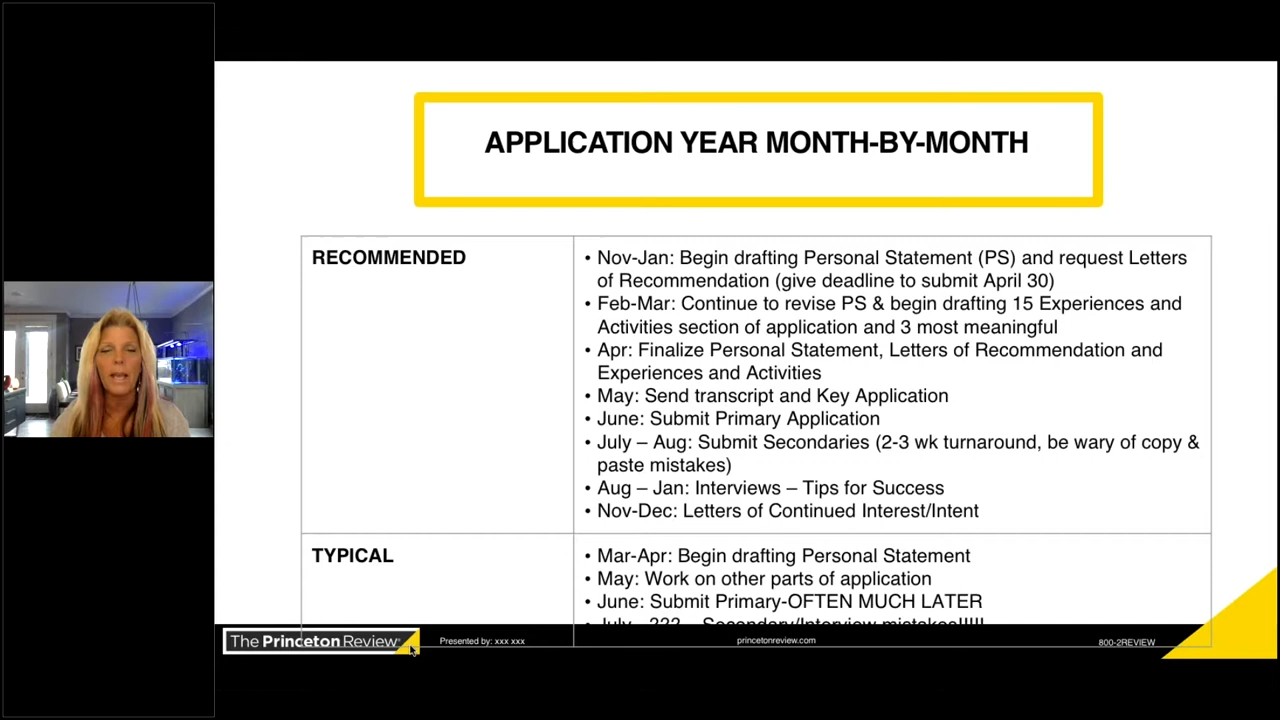 APPLICATION YEAR MONTH-BY-MONTH
RECOMMENDED
• Nov-Jan: Begin drafting Personal Statement (PS) and request Letters
of Recommendation (give deadline to submit April 30)
• Feb-Mar: Continue to revise PS & begin drafting 15 Experiences and
Activities section of application and 3 most meaningful
• Apr: Finalize Personal Statement, Letters of Recommendation and
Experiences and Activities
• May: Send transcript and Key Application
• June: Submit Primary Application
• July – Aug: Submit Secondaries (2-3 wk turnaround, be wary of copy &
paste mistakes)
• Aug – Jan: Interviews – Tips for Success
• Nov-Dec: Letters of Continued Interest/Intent
TYPICAL
• Mar-Apr: Begin drafting Personal Statement
• May: Work on other parts of application
• June: Submit Primary-OFTEN MUCH LATER
• July – ??? – Secondary/Interview mistakes!!!!!
The Princeton Review
Presented by: xxx xxx
princetonreview.com
800-2REVIEW